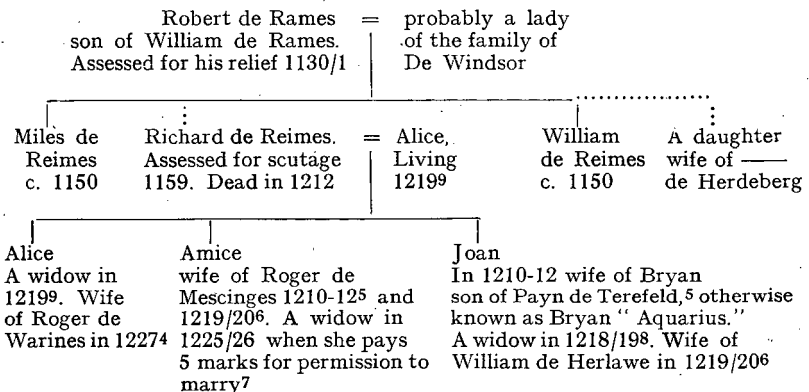 Robert de Rames = probably a lady
son of William de Rames. of the family of
Assessed for his relief 1130/1 De Windsor
Miles de Richard de Reimes. = Alice, William A daughter
Reimes Assessed for scutage Living de Reimes wife of ——
c. 1150 1159. Dead in 1212 1219⁹ c. 1150 de Herdeberg
Alice Amice Joan
A widow in wife of Roger de In 1210-12 wife of Bryan
1219⁹. Wife Mescinges 1210-12⁵ and son of Payn de Terefeld,⁵ otherwise
of Roger de 1219/20⁶. A widow in known as Bryan " Aquarius."
Warines in 1227⁴ 1225/26 when she pays A widow in 1218/19⁸. Wife of
5 marks for permission to William de Herlawe in 1219/20⁶
marry⁷